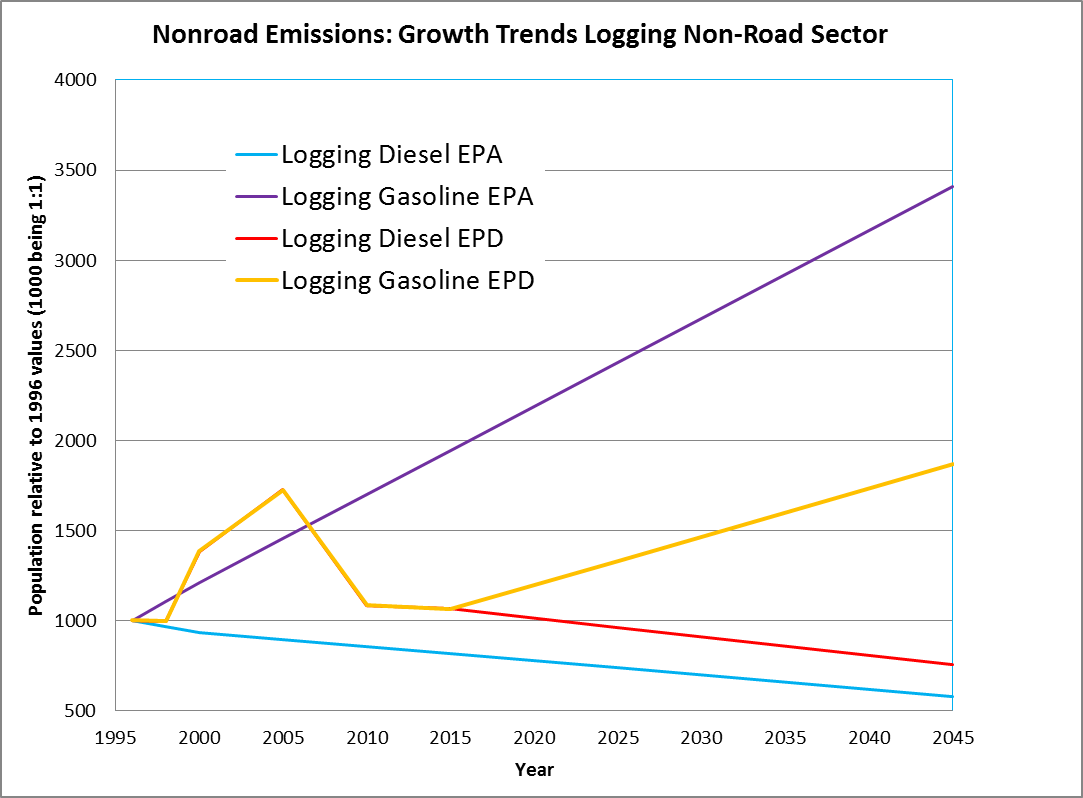 Nonroad Emissions: Growth Trends Logging Non-Road Sector
Population relative to 1996 values (1000 being 1:1)
4000
3500
3000
2500
2000
1500
1000
500
Logging Diesel EPA
Logging Gasoline EPA
Logging Diesel EPD
Logging Gasoline EPD
1995 2000 2005 2010 2015 2020 2025 2030 2035 2040 2045
Year